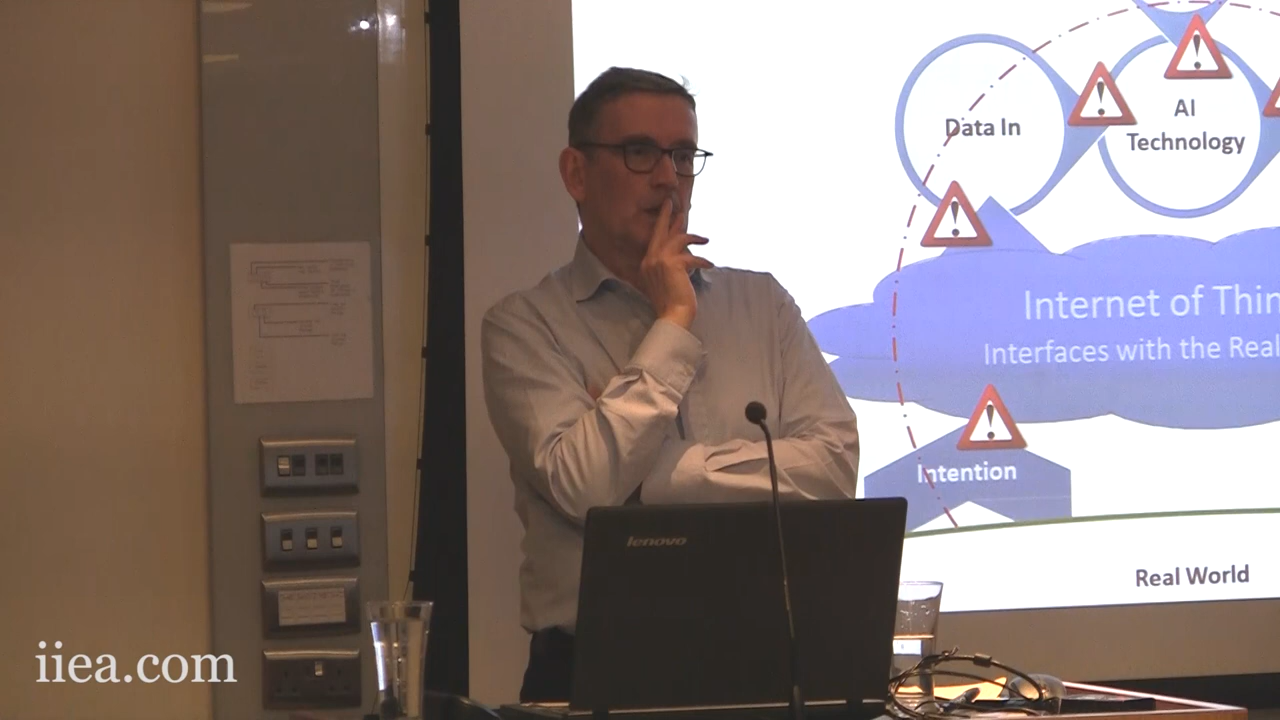 Data In
AI
Technology
Internet of Thin
Interfaces with the Real
Intention
Real World
lenovo
iiea.com